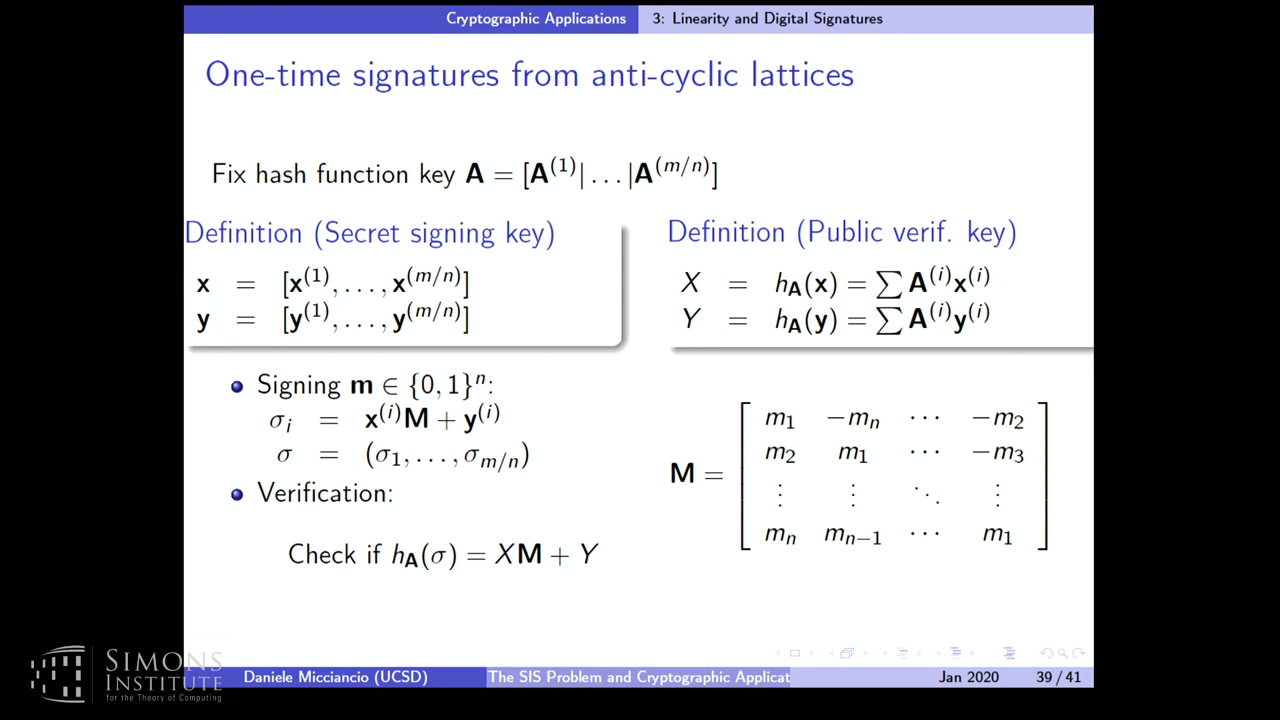 Cryptographic Applications 3: Linearity and Digital Signatures
One-time signatures from anti-cyclic lattices
Fix hash function key A = [A^(1)| … |A^(m/n)]
Definition (Secret signing key)
x = [x^(1), . . . , x^(m/n)]
y = [y^(1), . . . , y^(m/n)]
Definition (Public verif. key)
X = h_A(x) = ∑ A^(i)x^(i)
Y = h_A(y) = ∑ A^(i)y^(i)
Signing m ∈ {0, 1}^n:
σ_i = x^(i)M + y^(i)
σ = (σ_1, . . . , σ_m/n)
Verification:
Check if h_A(σ) = XM + Y
M =
m_1 −m_n ⋯ −m_2
m_2 m_1 ⋯ −m_3
⋮ ⋮ ⋱ ⋮
m_n m_{n−1} ⋯ m_1
SIMONS
INSTITUTE
for the Theory of Computing
Daniele Micciancio (UCSD) The SIS Problem and Cryptographic Applicat Jan 2020 39 / 41